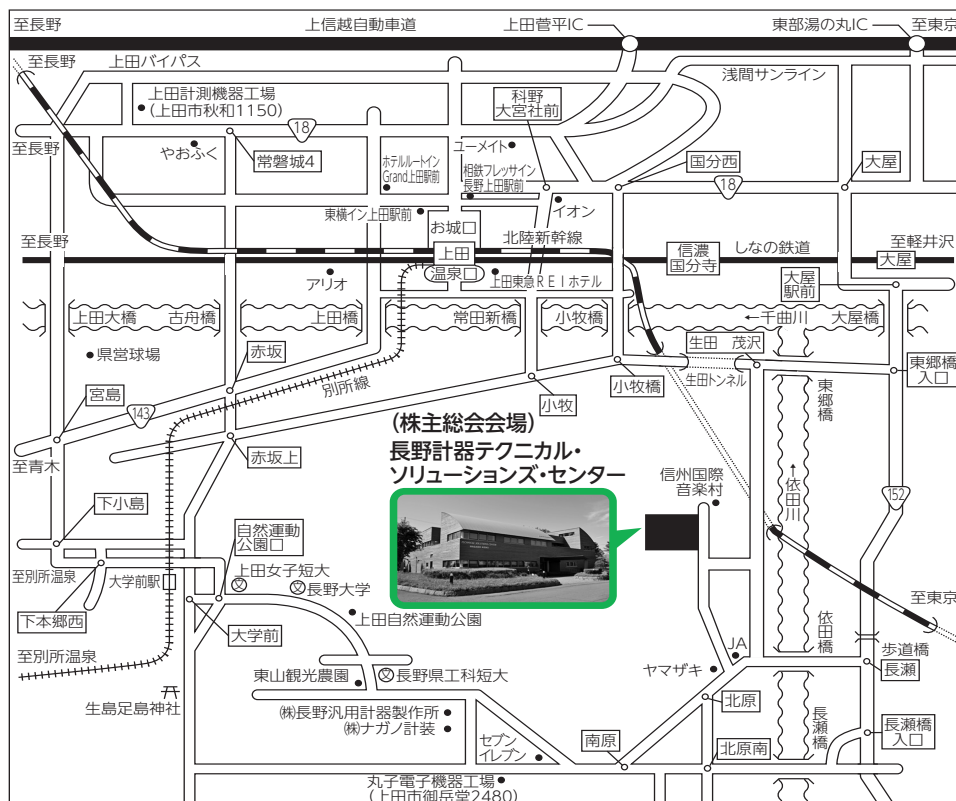 至長野
上信越自動車道
上田菅平IC
東部湯の丸IC
至東京
至長野
上田バイパス
浅間サンライン
上田計測機器工場
(上田市秋和1150)
科野
大宮社前
18
至長野
やおふく
常磐城4
ユーメイト
ホテルルートイン
Grand上田駅前
相鉄フレッサイン
長野上田駅前
国分西
18
大屋
イオン
東横イン上田駅前
お城口
至長野
北陸新幹線
上田
しなの鉄道
至軽井沢
信濃
国分寺
大屋
アリオ
温泉口
上田東急REIホテル
大屋
駅前
上田大橋
古舟橋
上田橋
常田新橋
小牧橋
←千曲川
大屋橋
県営球場
赤坂
生田 茂沢
東郷橋
入口
宮島
別所線
小牧
小牧橋
生田トンネル
東郷橋
143
(株主総会会場)
長野計器テクニカル・
ソリューションズ・センター
至青木
赤坂上
信州国際
音楽村
←依田川
152
下小島
自然運動
公園口
至別所温泉
大学前駅
上田女子短大
長野大学
下本郷西
大学前
上田自然運動公園
至東京
依田橋
歩道橋
至別所温泉
JA
東山観光農園
長野県工科短大
ヤマザキ
長瀬
生島足島神社
(株)長野汎用計器製作所
(株)ナガノ計装
北原
長瀬橋
長瀬橋
入口
セブン
イレブン
南原
北原南
丸子電子機器工場
(上田市御岳堂2480)